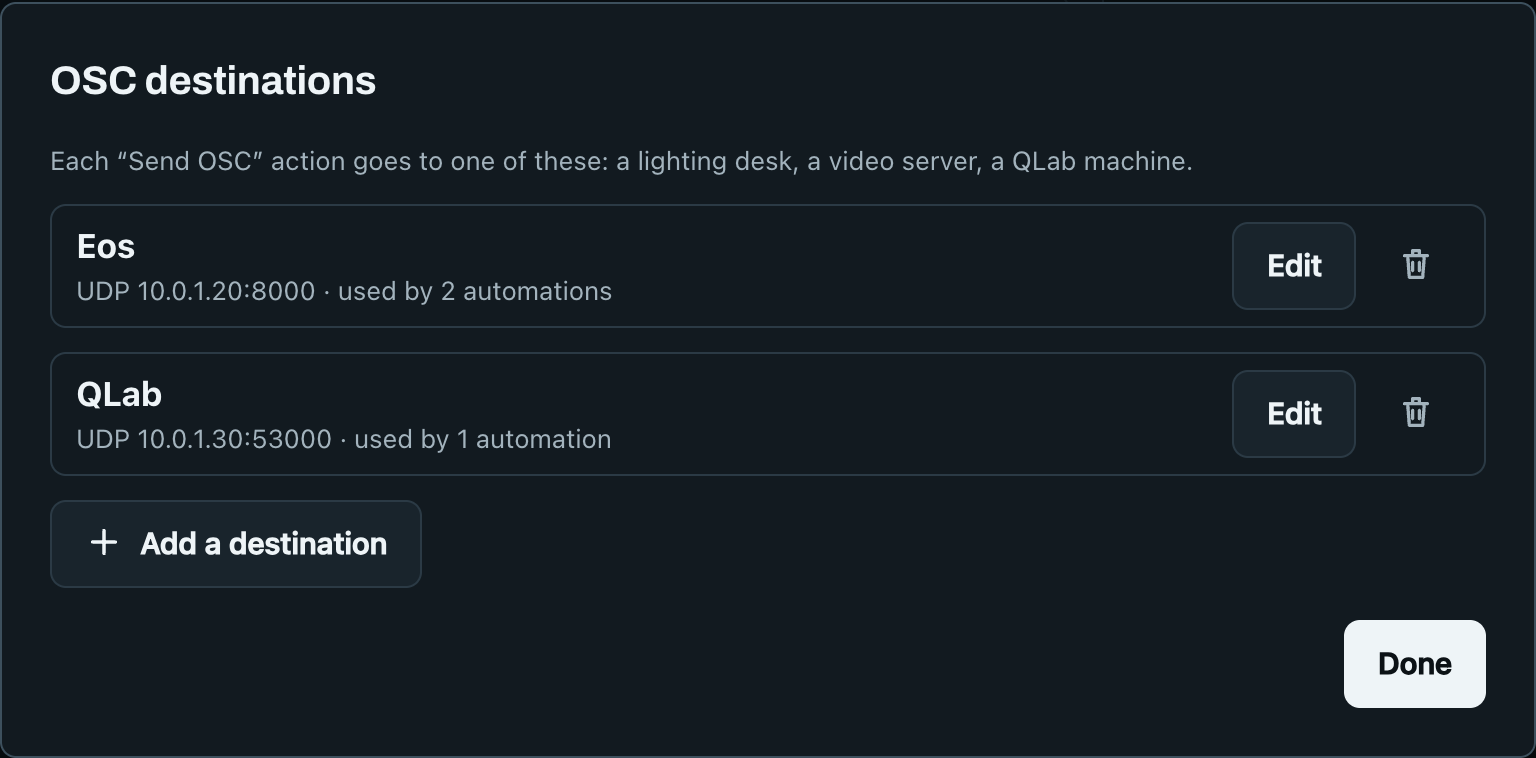 OSC destinations
Each “Send OSC” action goes to one of these: a lighting desk, a video server, a QLab machine.
Eos
UDP 10.0.1.20:8000 · used by 2 automations
Edit
QLab
UDP 10.0.1.30:53000 · used by 1 automation
Edit
Add a destination
Done